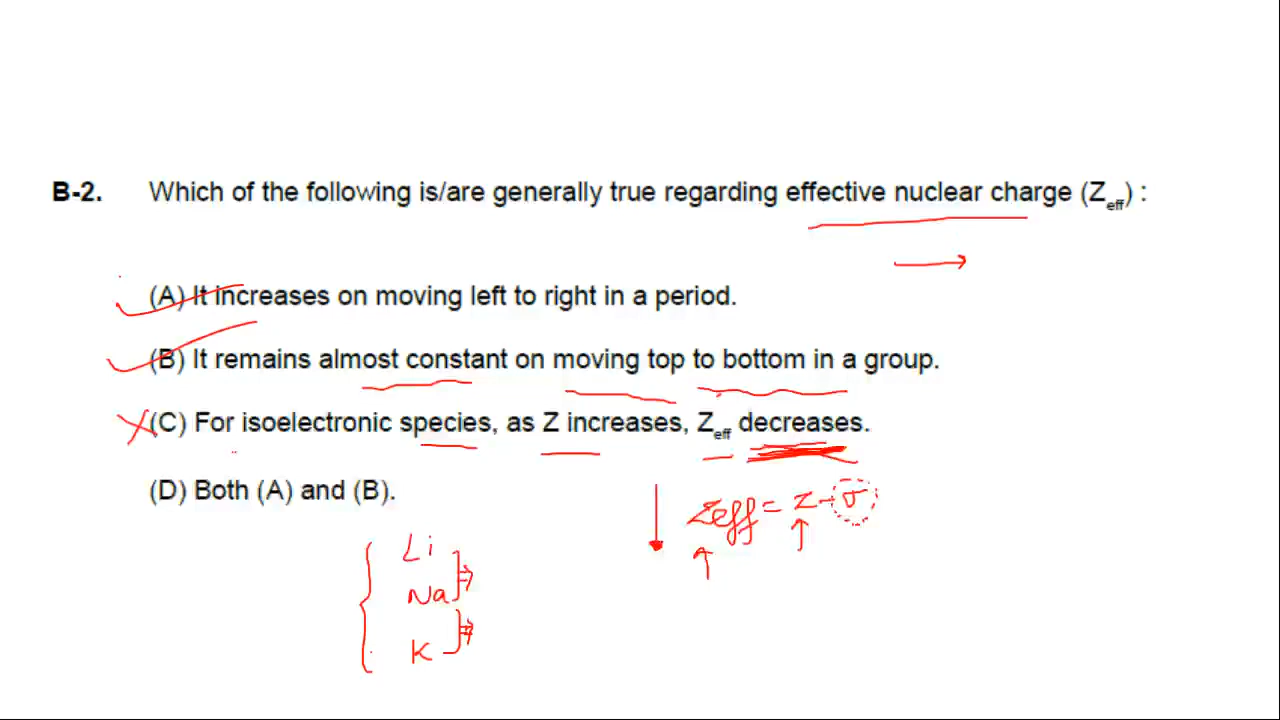 B-2. Which of the following is/are generally true regarding effective nuclear charge (Zeff) :
(A) It increases on moving left to right in a period.
(B) It remains almost constant on moving top to bottom in a group.
(C) For isoelectronic species, as Z increases, Zeff decreases.
(D) Both (A) and (B).
Zeff = Z - σ
Li
Na
K